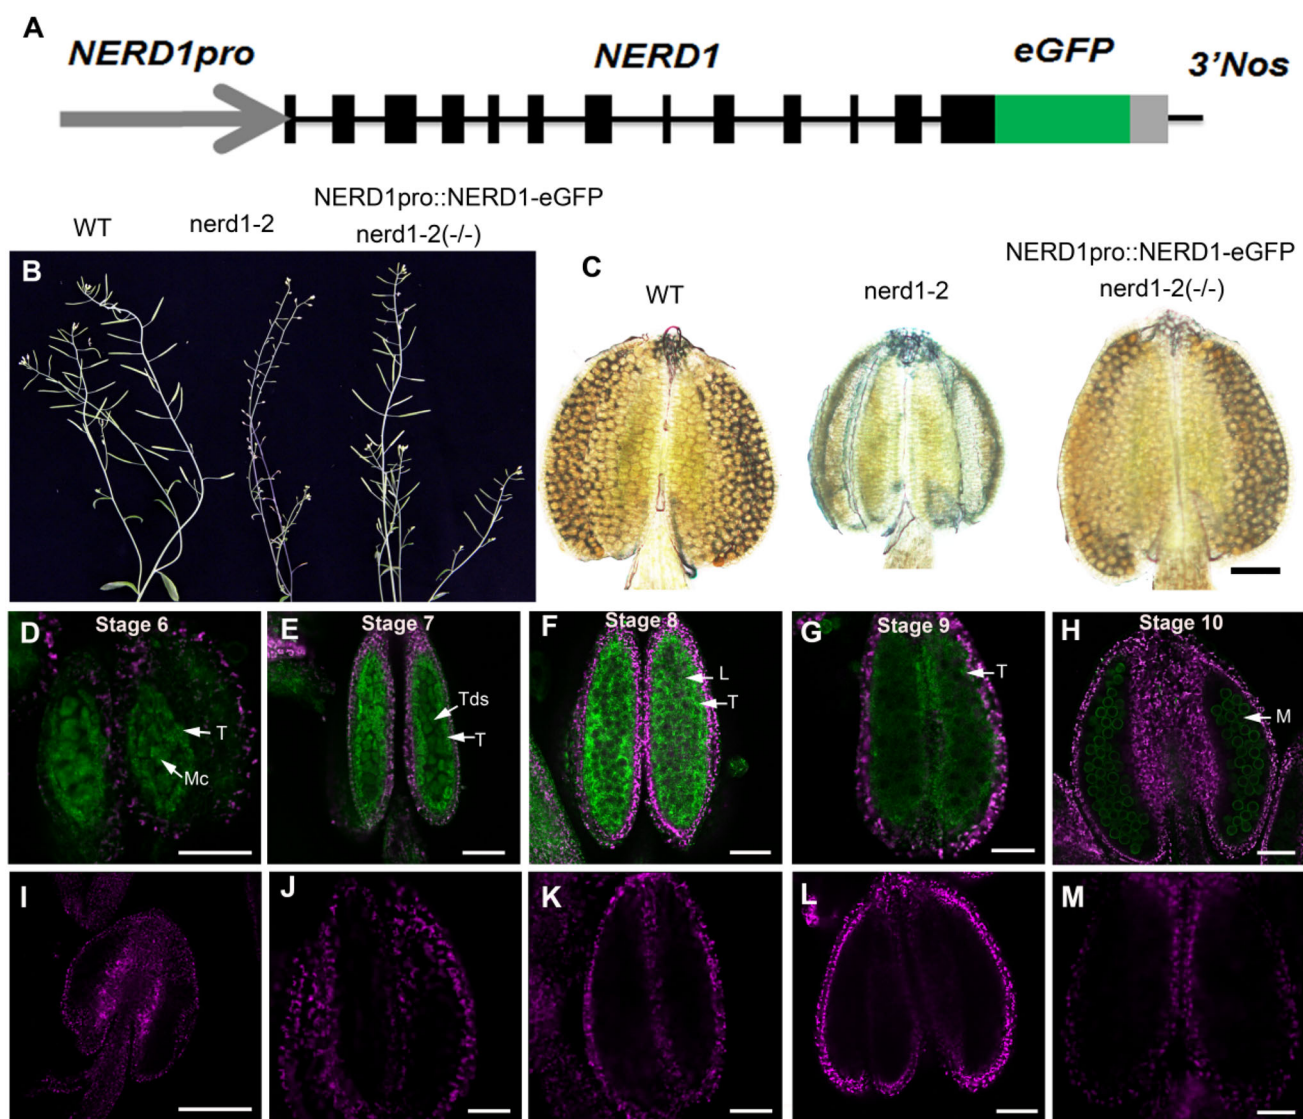 A
NERD1pro
NERD1
eGFP
3'Nos
NERD1pro::NERD1-eGFP
WT
nerd1-2
nerd1-2(-/-)
B
C
NERD1pro::NERD1-eGFP
WT
nerd1-2
nerd1-2(-/-)
D
Stage 6
T
Mc
E
Stage 7
Tds
T
F
Stage 8
L
T
G
Stage 9
T
H
Stage 10
M
I
J
K
L
M